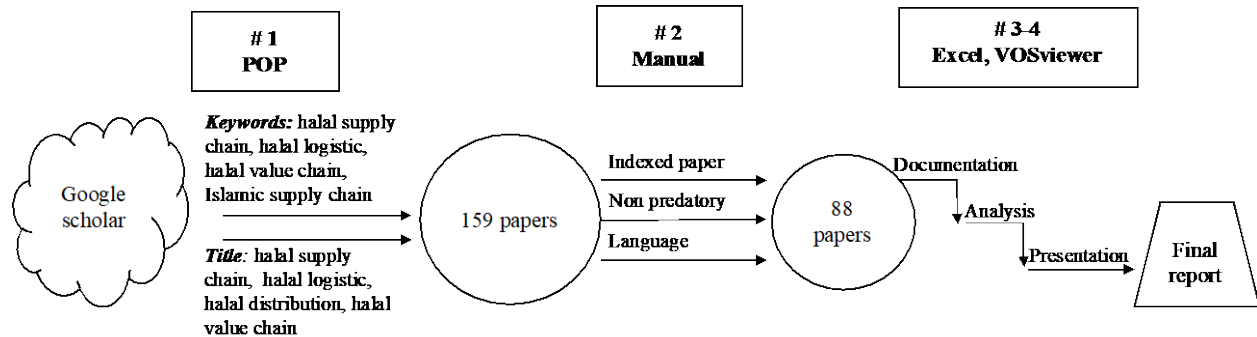 # 1
POP
# 2
Manual
# 3-4
Excel, VOSviewer
Google
scholar
Keywords: halal supply
chain, halal logistic,
halal value chain,
Islamic supply chain
Title: halal supply
chain, halal logistic,
halal distribution, halal
value chain
159 papers
Indexed paper
Non predatory
Language
88
papers
Documentation
Analysis
Presentation
Final
report